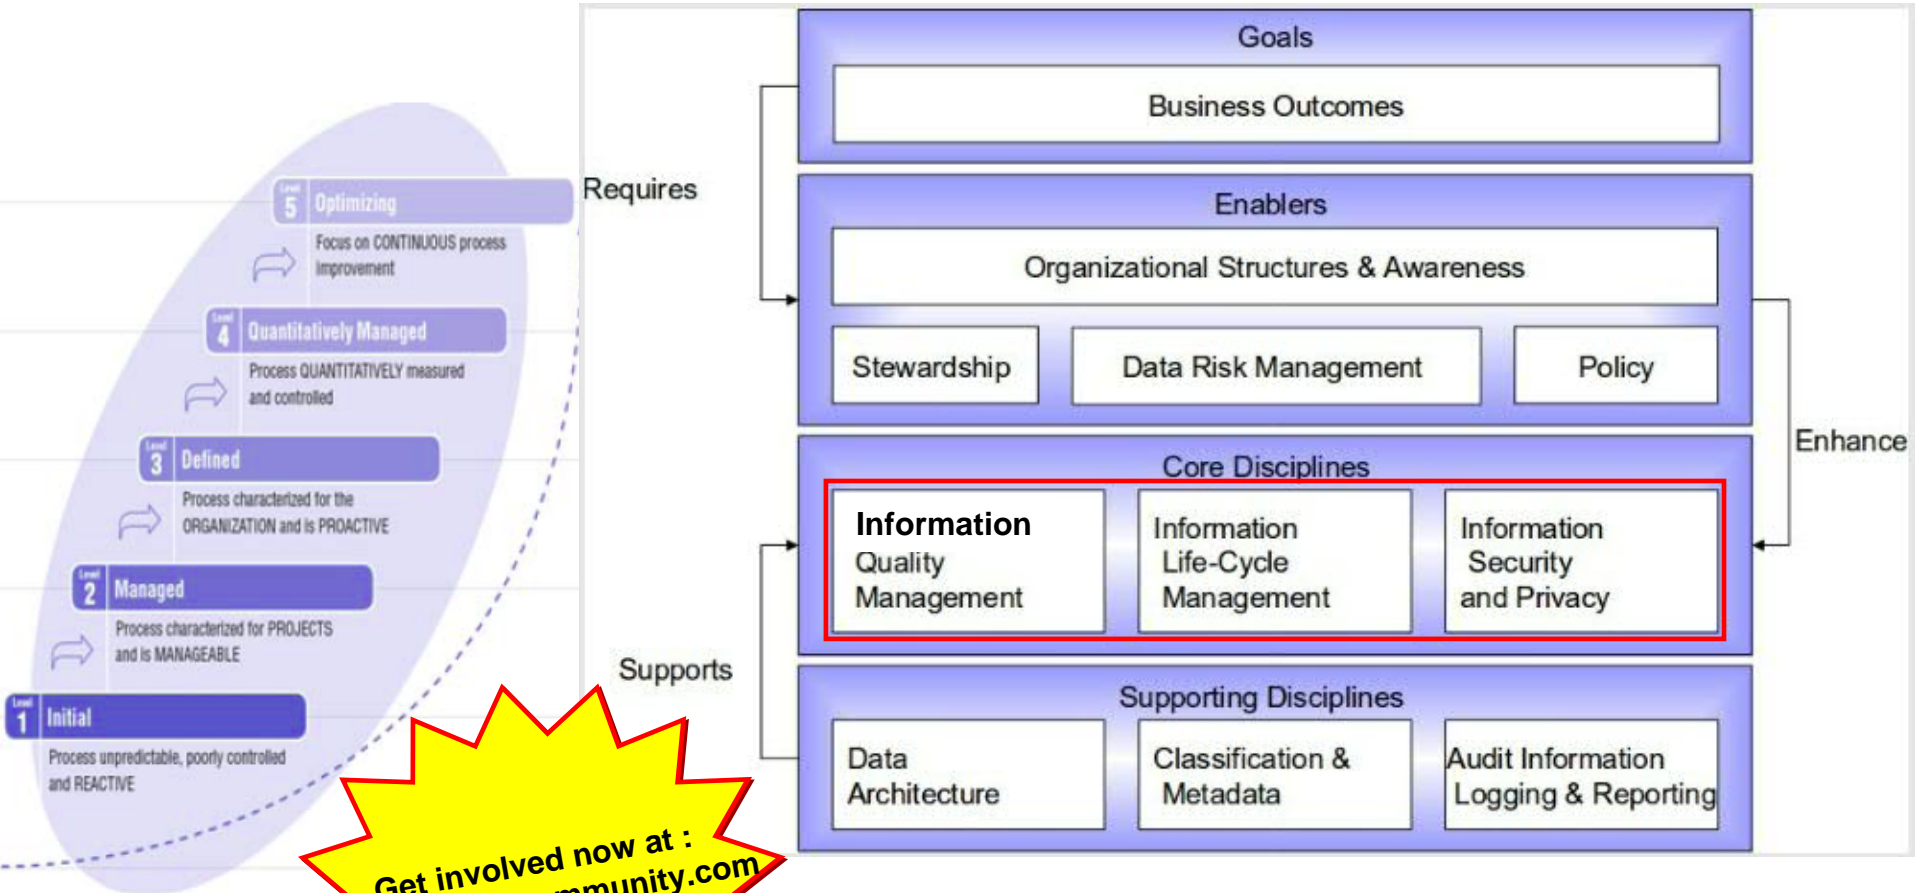 Level
5
Optimizing
Focus on CONTINUOUS process
improvement
Level
4
Quantitatively Managed
Process QUANTITATIVELY measured
and controlled
Level
3
Defined
Process characterized for the
ORGANIZATION and is PROACTIVE
Level
2
Managed
Process characterized for PROJECTS
and is MANAGEABLE
Level
1
Initial
Process unpredictable, poorly controlled
and REACTIVE
Get involved now at :
Requires
Supports
Enhance
Goals
Business Outcomes
Enablers
Organizational Structures & Awareness
Stewardship
Data Risk Management
Policy
Core Disciplines
Information
Quality
Management
Information
Life-Cycle
Management
Information
Security
and Privacy
Supporting Disciplines
Data
Architecture
Classification &
Metadata
Audit Information
Logging & Reporting